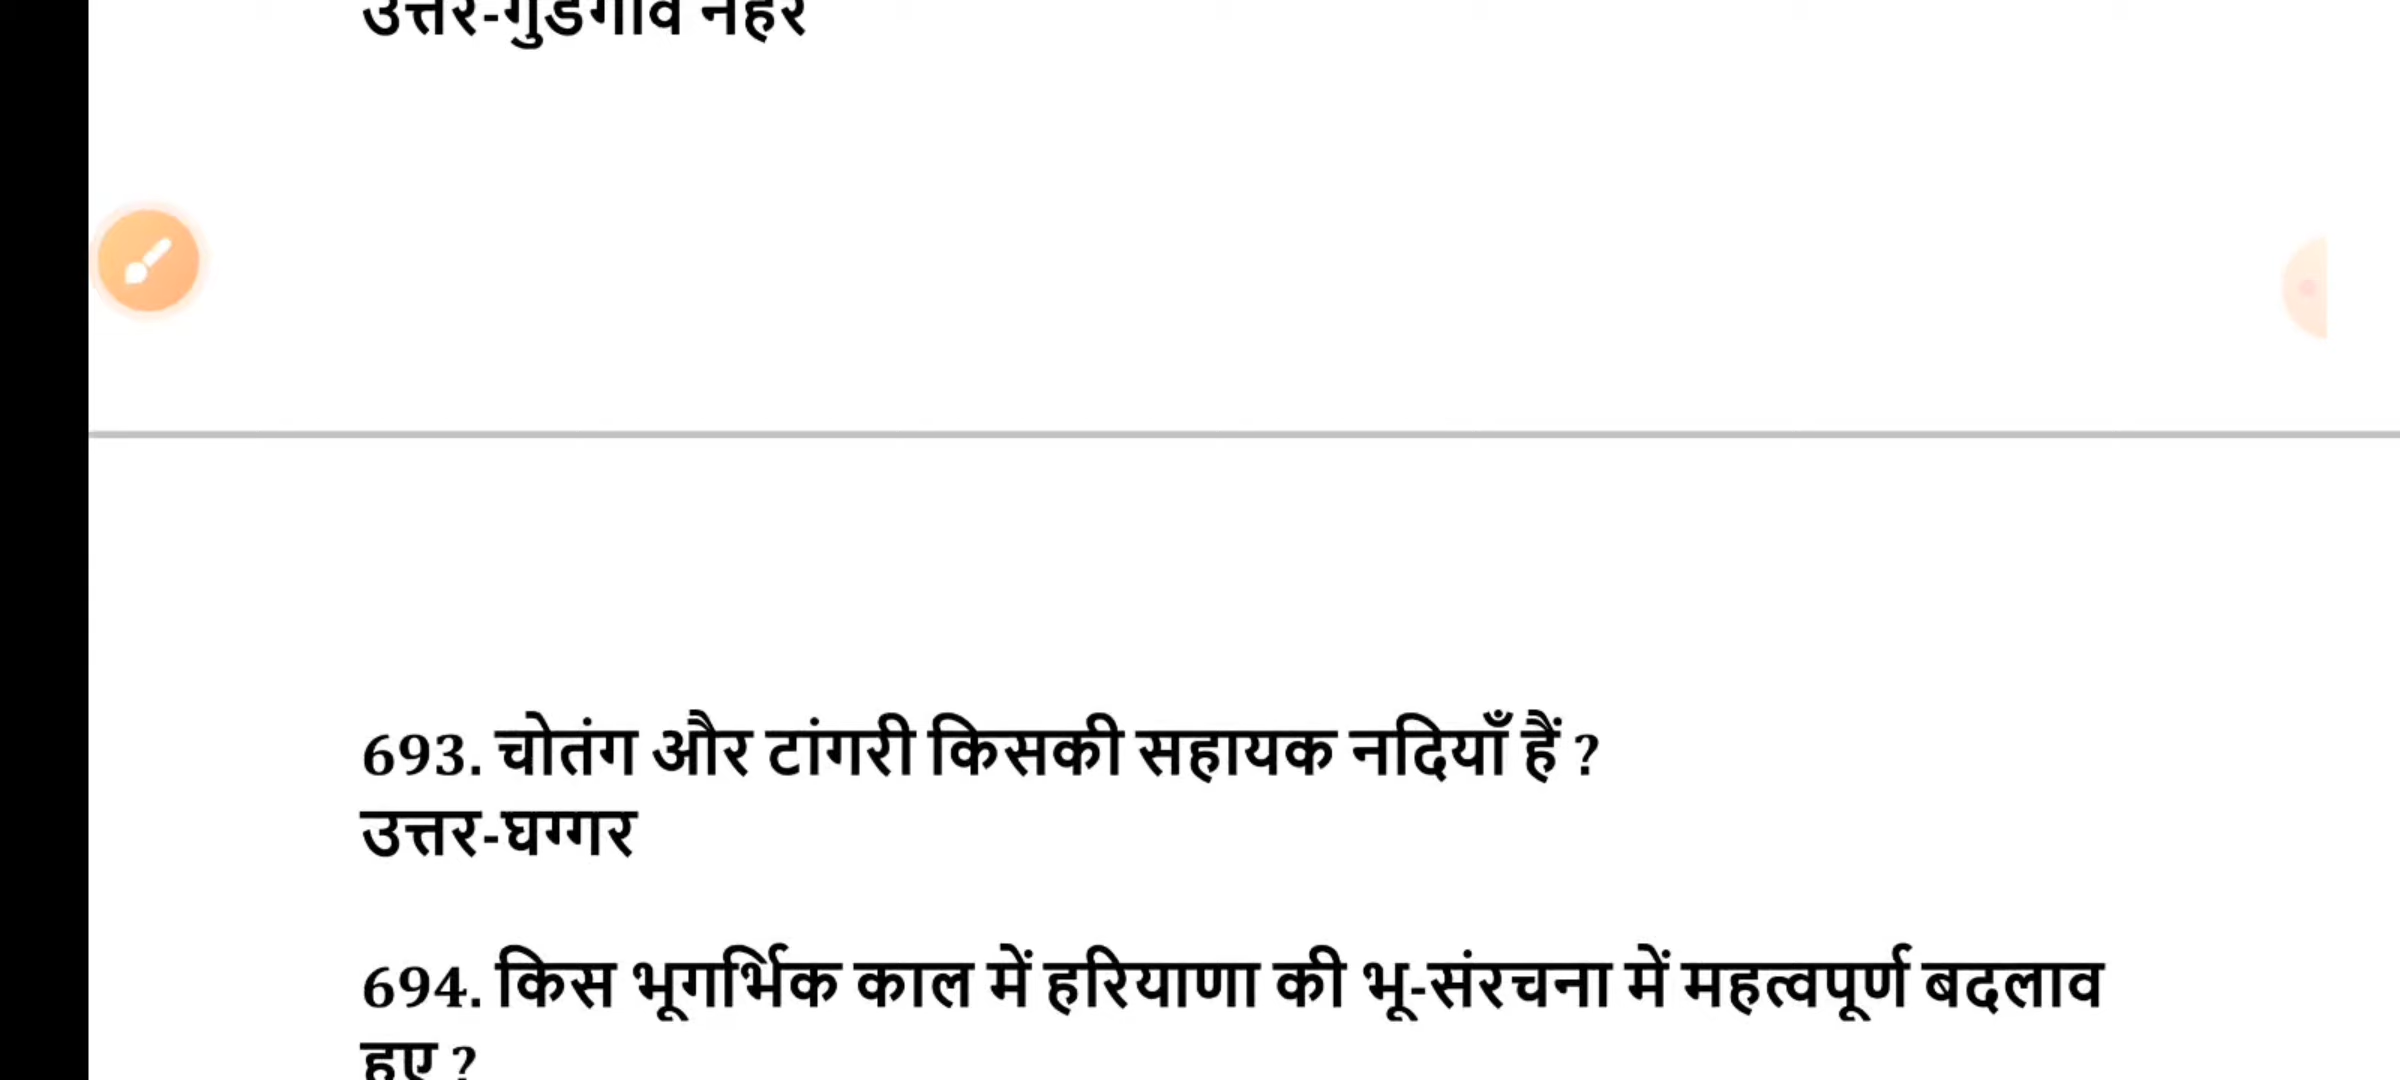 उत्तर-गुडगांव नहर
693. चोतंग और टांगरी किसकी सहायक नदियाँ हैं ?
उत्तर-घग्गर
694. किस भूगर्भिक काल में हरियाणा की भू-संरचना में महत्वपूर्ण बदलाव
हुए ?